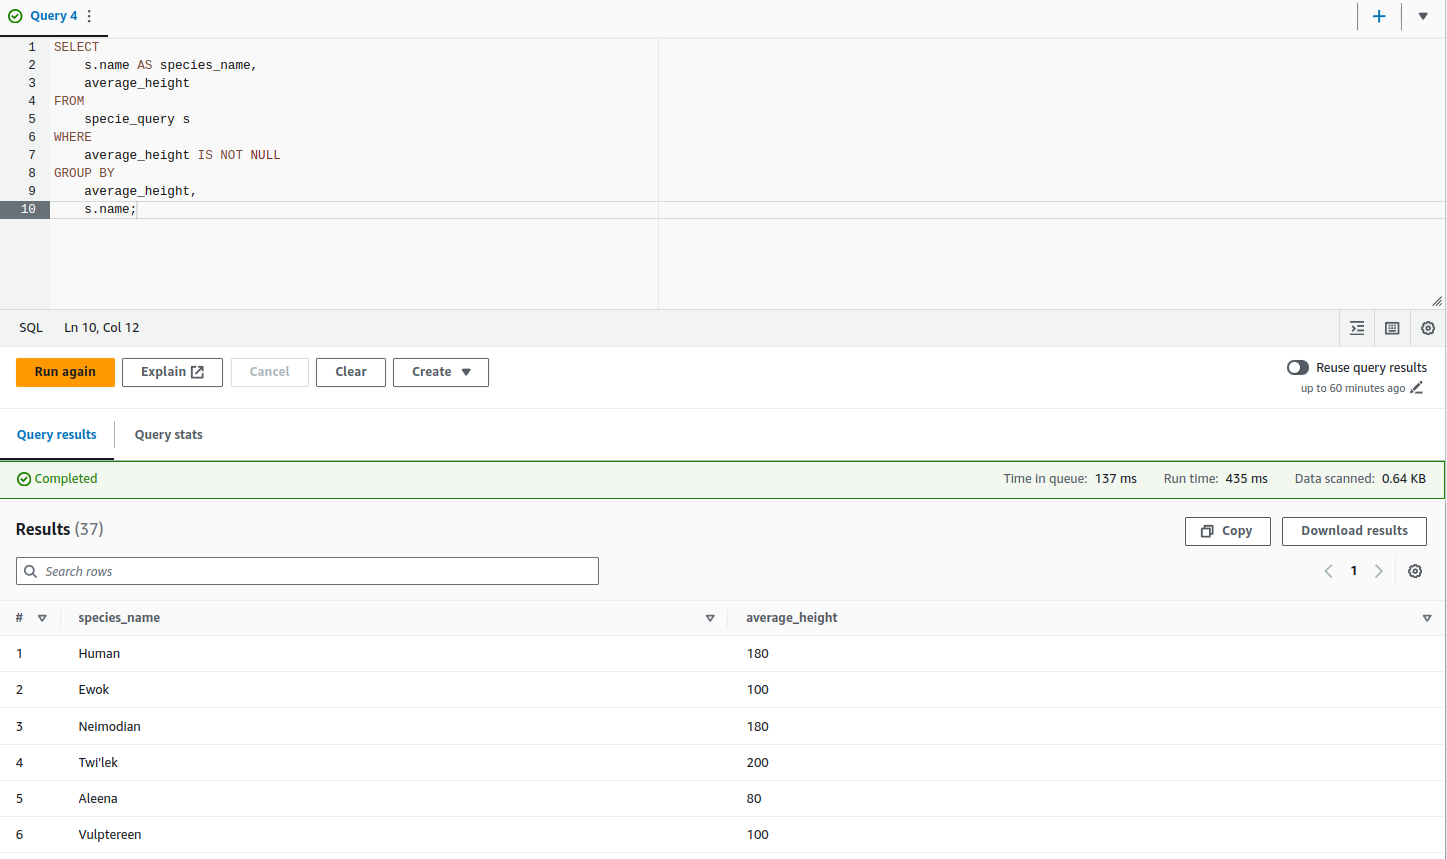 Query 4
1 SELECT
2 s.name AS species_name,
3 average_height
4 FROM
5 specie_query s
6 WHERE
7 average_height IS NOT NULL
8 GROUP BY
9 average_height,
10 s.name;
SQL Ln 10, Col 12
Run again Explain Cancel Clear Create Reuse query results
up to 60 minutes ago
Query results Query stats
Completed Time in queue: 137 ms Run time: 435 ms Data scanned: 0.64 KB
Results (37) Copy Download results
Search rows 1
# species_name average_height
1 Human 180
2 Ewok 100
3 Neimodian 180
4 Twi'lek 200
5 Aleena 80
6 Vulptereen 100